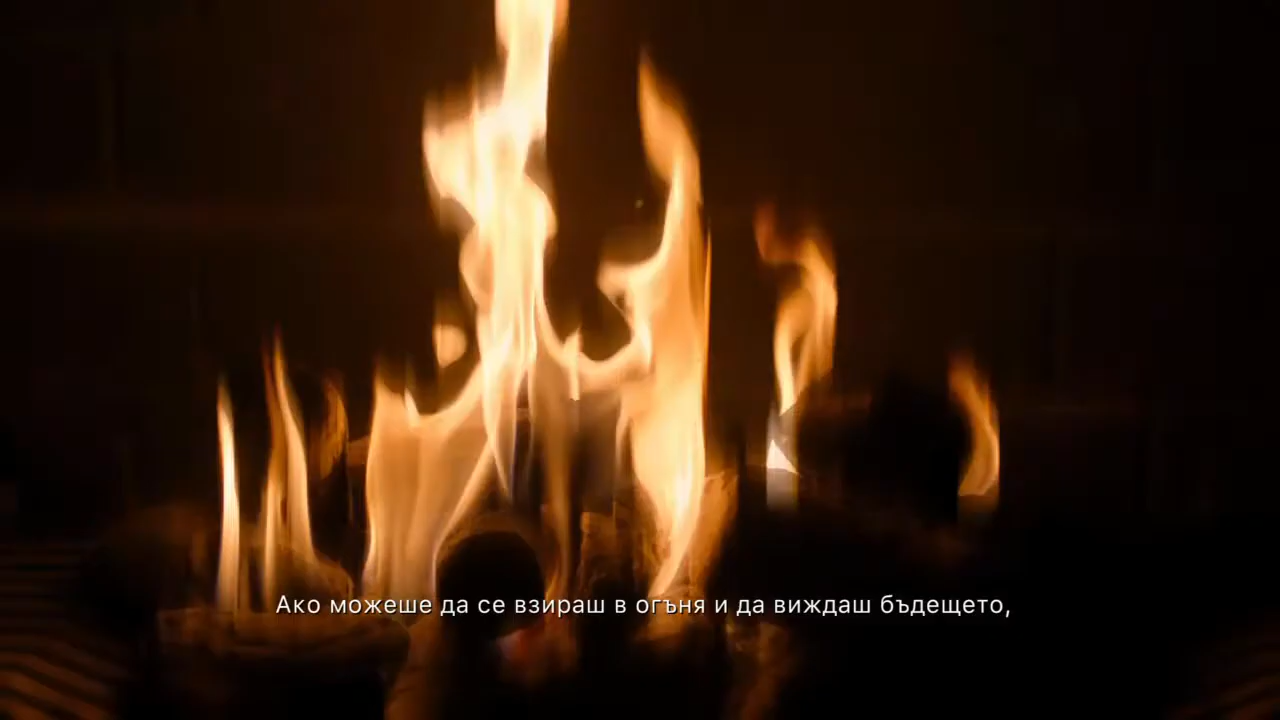 Ако можеше да се взираш в огъня и да виждаш бъдещето,